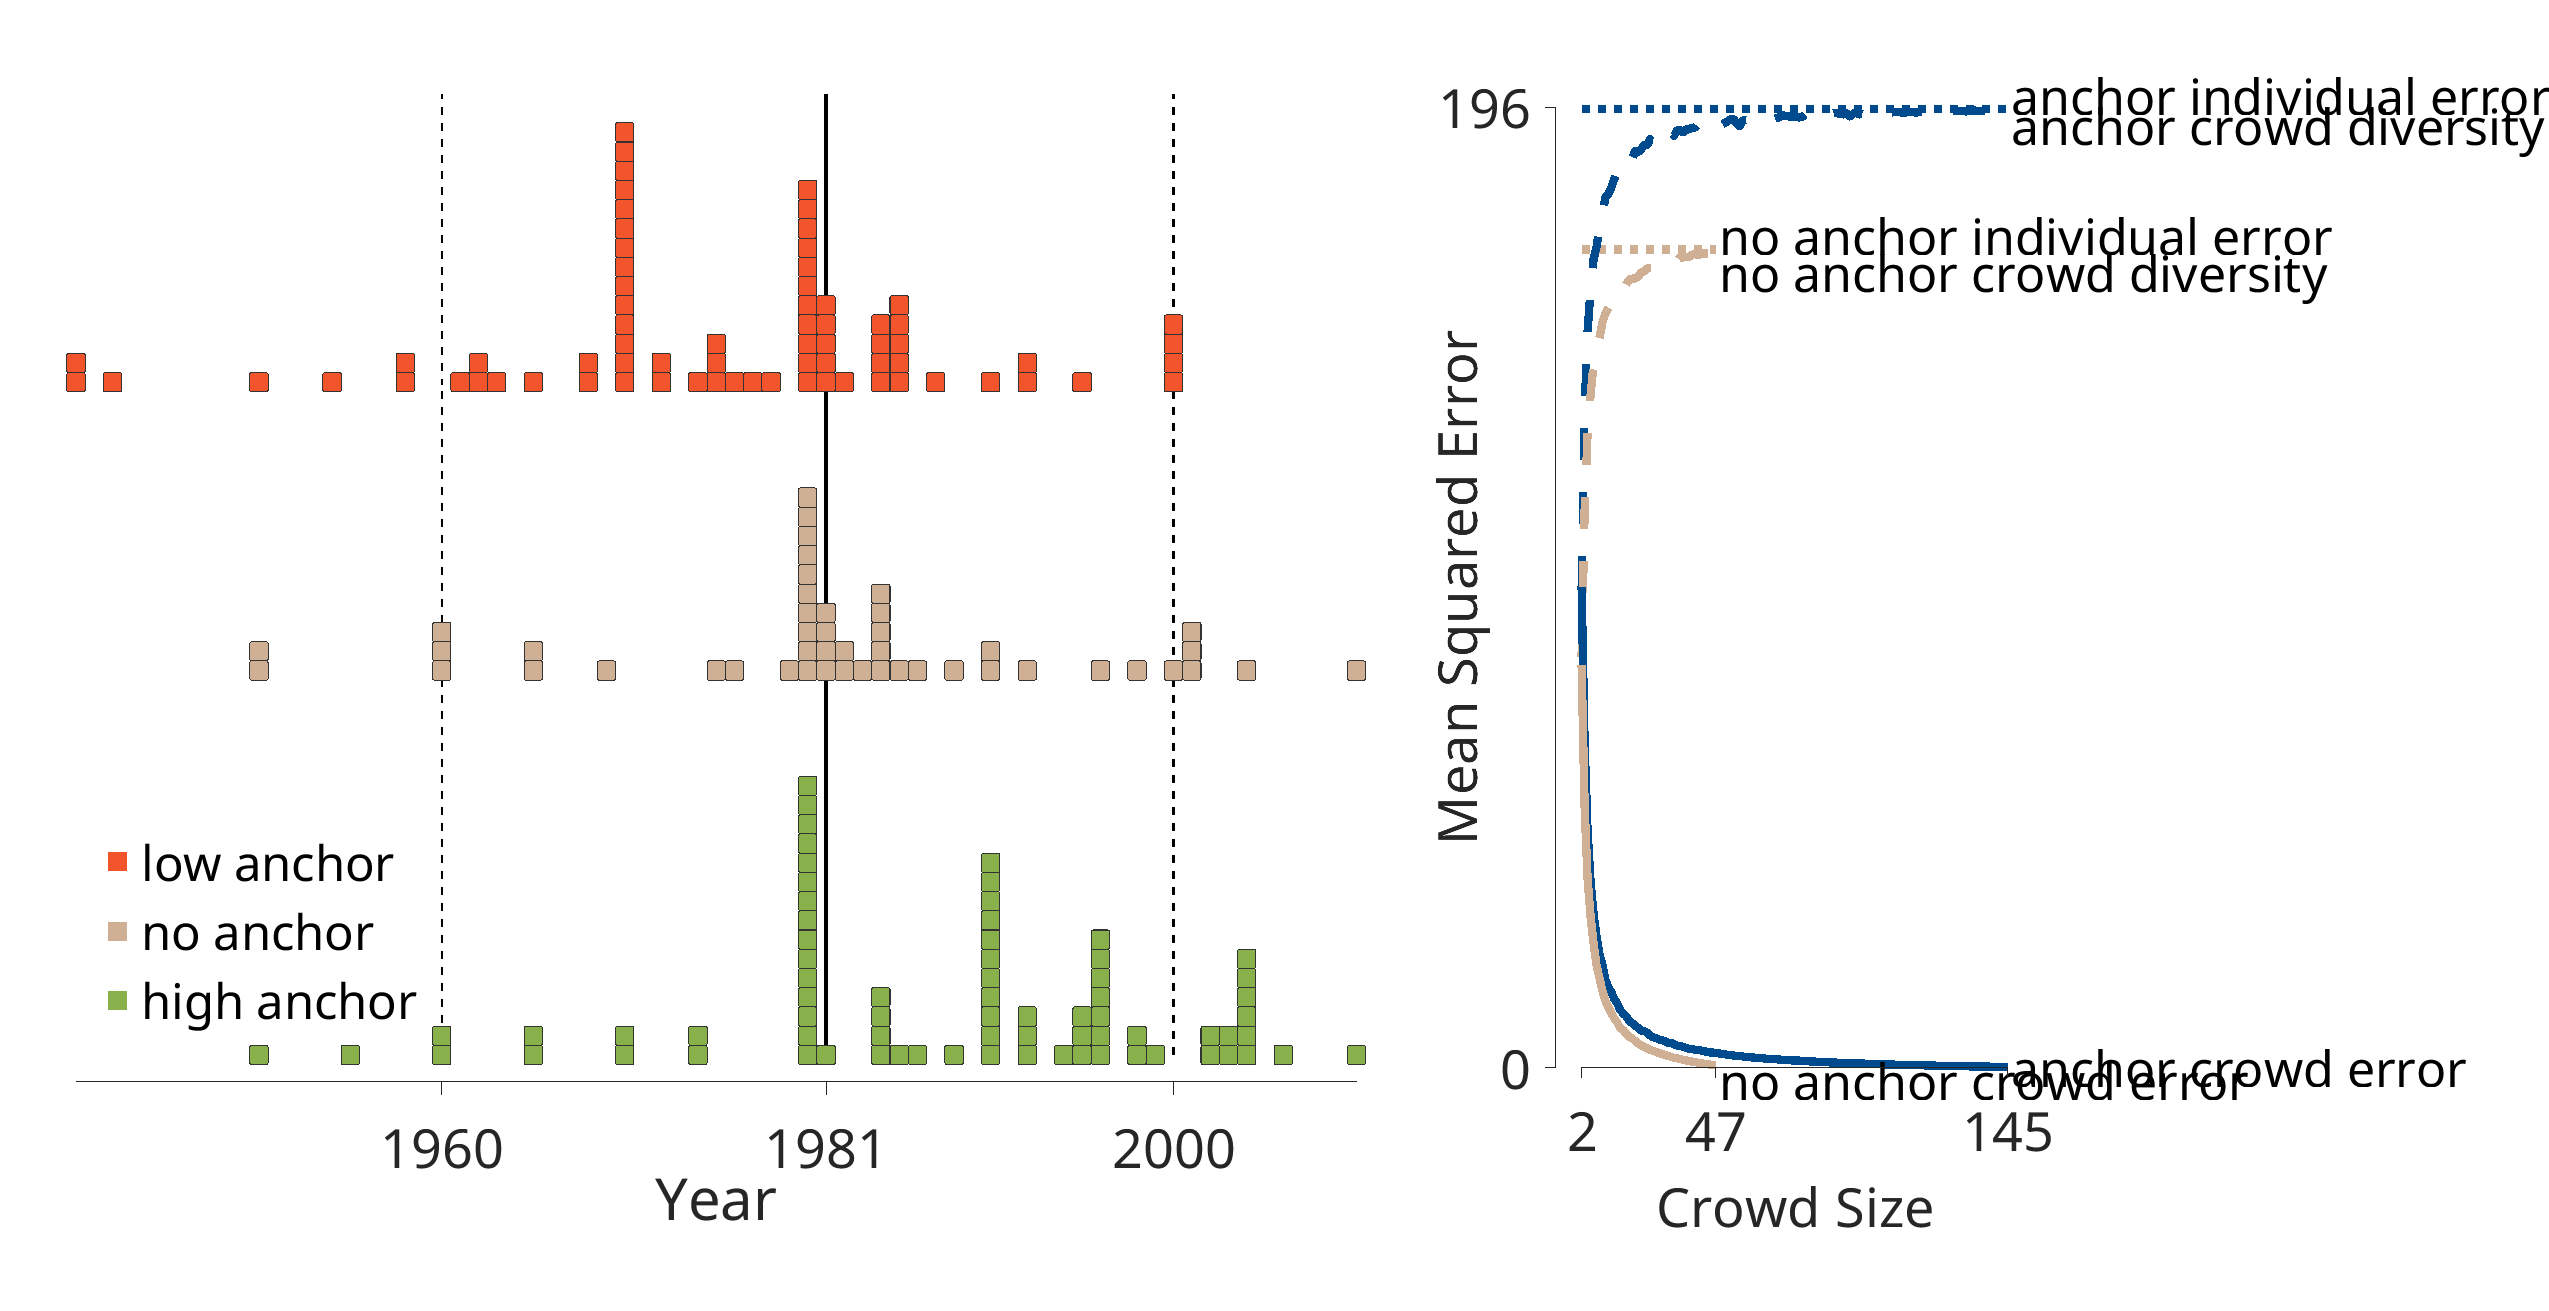 low anchor
no anchor
high anchor
1960
1981
2000
Year
196
0
Mean Squared Error
anchor individual error
anchor crowd diversity
no anchor individual error
no anchor crowd diversity
anchor crowd error
no anchor crowd error
2
47
145
Crowd Size